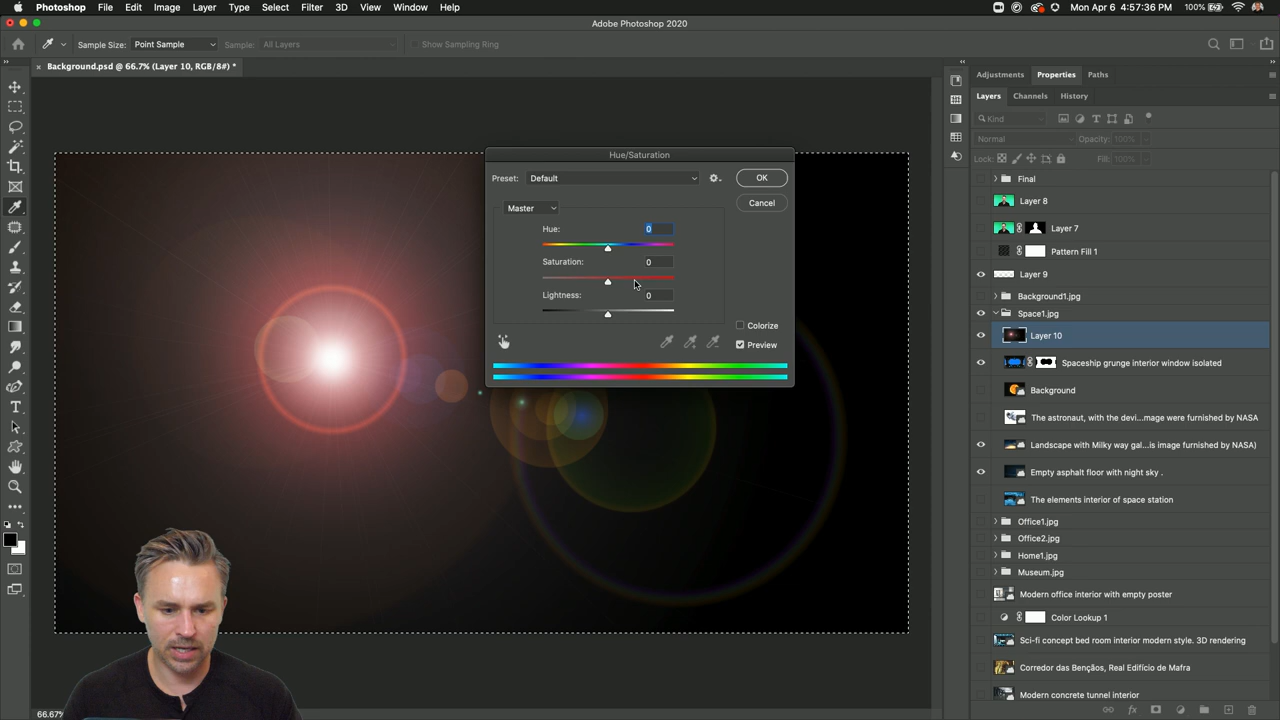 Photoshop File Edit Image Layer Type Select Filter 3D View Window Help 100% Mon Apr 6 4:57:36 PM
Adobe Photoshop 2020
Sample Size: Point Sample Sample: All Layers Show Sampling Ring
Background.psd @ 66.7% (Layer 10, RGB/8#) *
Adjustments Properties Paths
Layers Channels History
Kind
Normal Opacity: 100%
Lock: Fill: 100%
Hue/Saturation
Preset: Default OK
Cancel
Master
Hue: 0
Saturation: 0
Lightness: 0
Colorize
Preview
Final
Layer 8
Layer 7
Pattern Fill 1
Layer 9
Background1.jpg
Space1.jpg
Layer 10
Spaceship grunge interior window isolated
Background
The astronaut, with the devi...mage were furnished by NASA
Landscape with Milky way gal...is image furnished by NASA)
Empty asphalt floor with night sky .
The elements interior of space station
Office1.jpg
Office2.jpg
Home1.jpg
Museum.jpg
Modern office interior with empty poster
Color Lookup 1
Sci-fi concept bed room interior modern style. 3D rendering
Corredor das Bençãos, Real Edifício de Mafra
Modern concrete tunnel interior
66.67%